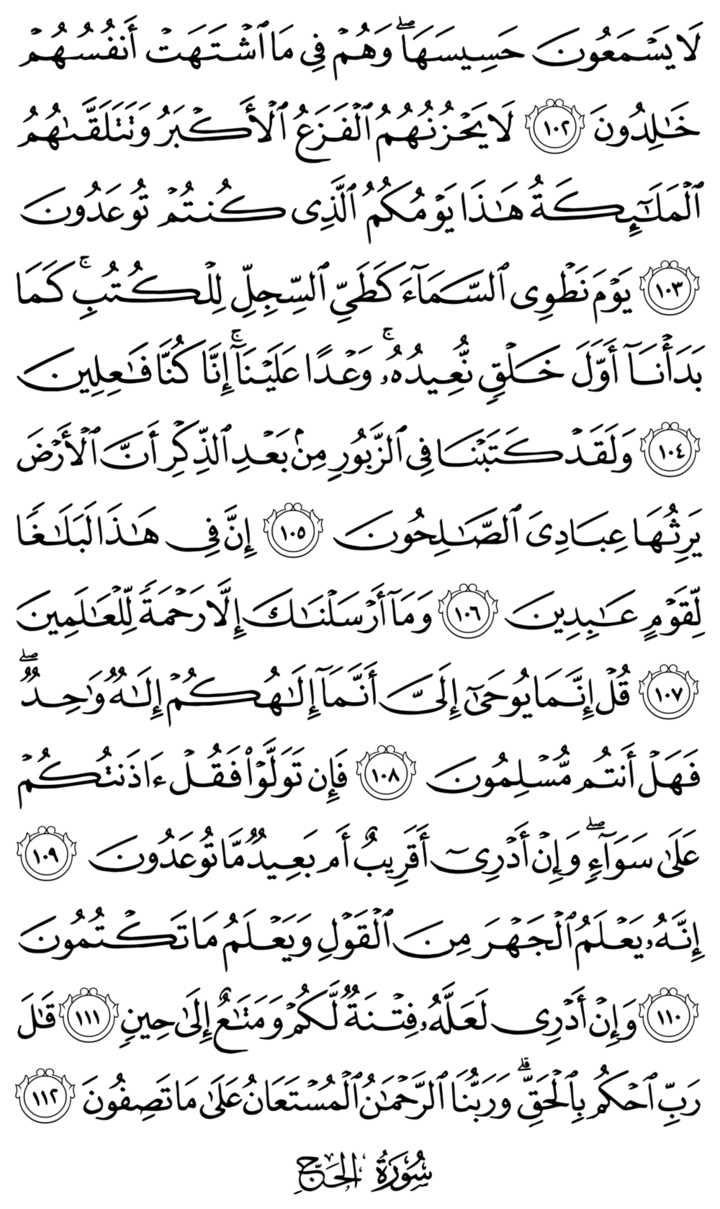 لَا يَسْمَعُونَ حَسِيسَهَا ۖ وَهُمْ فِي مَا ٱشْتَهَتْ أَنفُسُهُمْ
خَـٰلِدُونَ ١٠٢ لَا يَحْزُنُهُمُ ٱلْفَزَعُ ٱلْأَكْبَرُ وَتَتَلَقَّىٰهُمُ
ٱلْمَلَـٰٓئِكَةُ هَـٰذَا يَوْمُكُمُ ٱلَّذِى كُنتُمْ تُوعَدُونَ
١٠٣ يَوْمَ نَطْوِى ٱلسَّمَآءَ كَطَىِّ ٱلسِّجِلِّ لِلْكُتُبِ ۚ كَمَا
بَدَأْنَآ أَوَّلَ خَلْقٍ نُّعِيدُهُۥ ۚ وَعْدًا عَلَيْنَآ ۚ إِنَّا كُنَّا فَـٰعِلِينَ
١٠٤ وَلَقَدْ كَتَبْنَا فِى ٱلزَّبُورِ مِنۢ بَعْدِ ٱلذِّكْرِ أَنَّ ٱلْأَرْضَ
يَرِثُهَا عِبَادِىَ ٱلصَّـٰلِحُونَ ١٠٥ إِنَّ فِى هَـٰذَا لَبَلَـٰغًا
لِّقَوْمٍ عَـٰبِدِينَ ١٠٦ وَمَآ أَرْسَلْنَـٰكَ إِلَّا رَحْمَةً لِّلْعَـٰلَمِينَ
١٠٧ قُلْ إِنَّمَا يُوحَىٰٓ إِلَىَّ أَنَّمَآ إِلَـٰهُكُمْ إِلَـٰهٌ وَٰحِدٌ ۖ
فَهَلْ أَنتُم مُّسْلِمُونَ ١٠٨ فَإِن تَوَلَّوْا۟ فَقُلْ ءَاذَنتُكُمْ
عَلَىٰ سَوَآءٍ ۖ وَإِنْ أَدْرِىٓ أَقَرِيبٌ أَم بَعِيدٌ مَّا تُوعَدُونَ ١٠٩
إِنَّهُۥ يَعْلَمُ ٱلْجَهْرَ مِنَ ٱلْقَوْلِ وَيَعْلَمُ مَا تَكْتُمُونَ
١١٠ وَإِنْ أَدْرِى لَعَلَّهُۥ فِتْنَةٌ لَّكُمْ وَمَتَـٰعٌ إِلَىٰ حِينٍ ١١١ قَـٰلَ
رَبِّ ٱحْكُم بِٱلْحَقِّ ۗ وَرَبُّنَا ٱلرَّحْمَـٰنُ ٱلْمُسْتَعَانُ عَلَىٰ مَا تَصِفُونَ ١١٢
سُورَةُ الحَجِّ